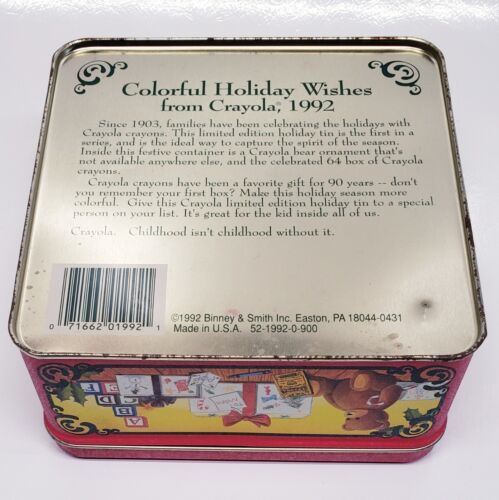 Colorful Holiday Wishes
from Crayola® 1992
Since 1903, families have been celebrating the holidays with
Crayola crayons. This limited edition holiday tin is the first in a
series, and is the ideal way to capture the spirit of the season.
Inside this festive container is a Crayola bear ornament that's
not available anywhere else, and the celebrated 64 box of Crayola
crayons.
Crayola crayons have been a favorite gift for 90 years -- don't
you remember your first box? Make this holiday season more
colorful. Give this Crayola limited edition holiday tin to a special
person on your list. It's great for the kid inside all of us.
Crayola. Childhood isn't childhood without it.
0 71662 01992 1
©1992 Binney & Smith Inc. Easton, PA 18044-0431
Made in U.S.A. 52-1992-0-900
A
B
C
D
E
F